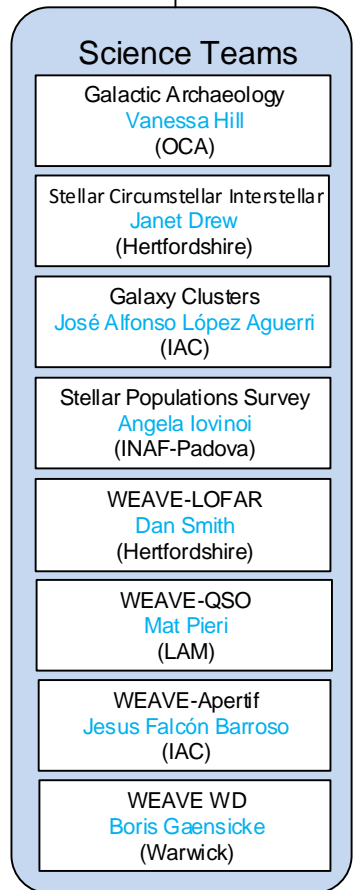 Science Teams
Galactic Archaeology
Vanessa Hill
(OCA)
Stellar Circumstellar Interstellar
Janet Drew
(Hertfordshire)
Galaxy Clusters
José Alfonso López Aguerri
(IAC)
Stellar Populations Survey
Angela Iovinoi
(INAF-Padova)
WEAVE-LOFAR
Dan Smith
(Hertfordshire)
WEAVE-QSO
Mat Pieri
(LAM)
WEAVE-Apertif
Jesus Falcón Barroso
(IAC)
WEAVE WD
Boris Gaensicke
(Warwick)